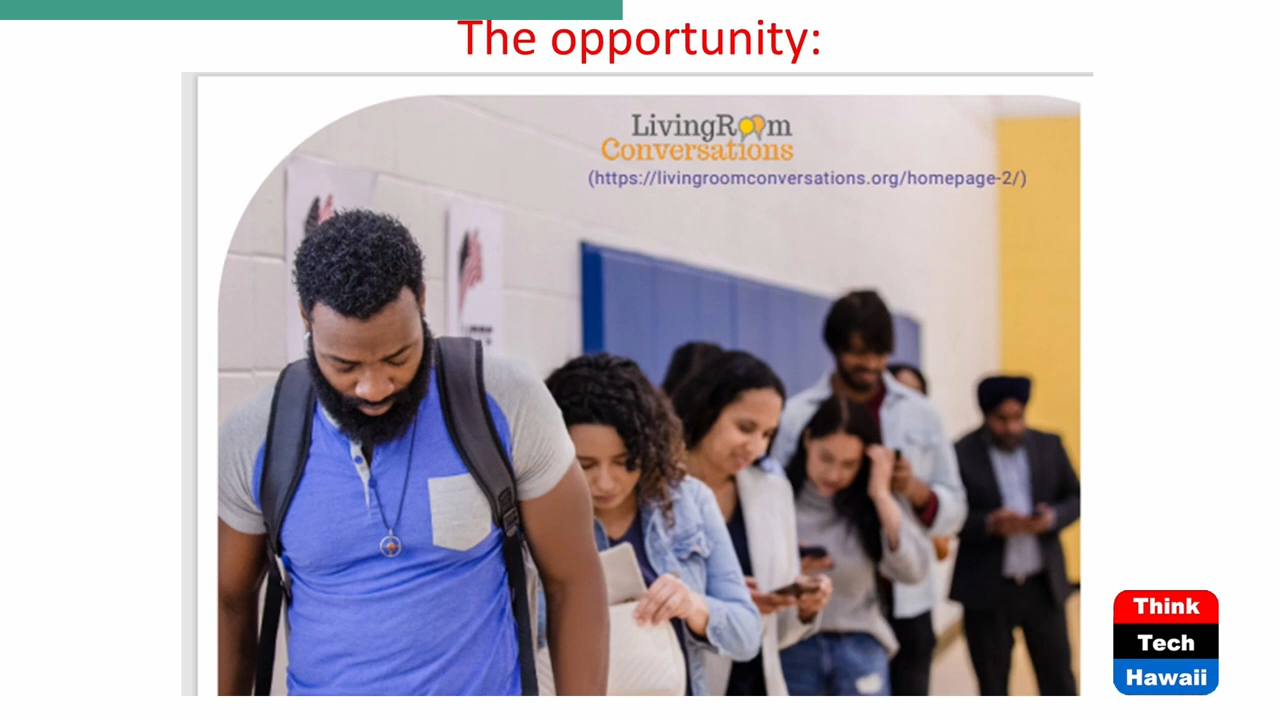 The opportunity:
LivingRoom
Conversations
(https://livingroomconversations.org/homepage-2/)
Think
Tech
Hawaii